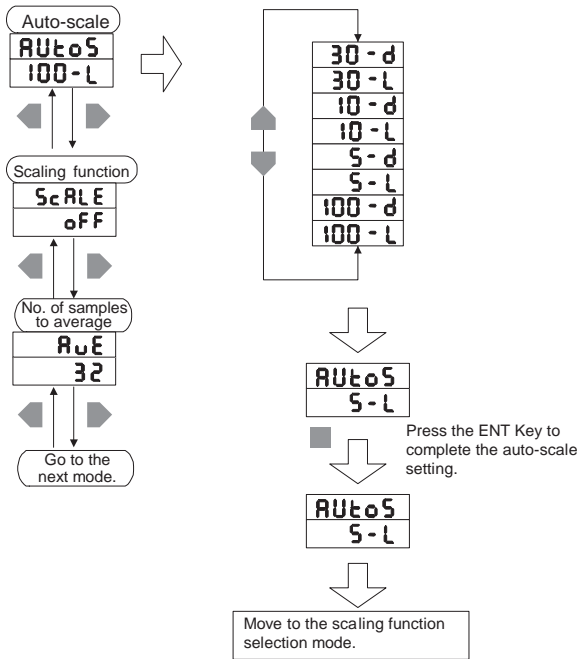 Auto-scale
AUtoS
100-L
Scaling function
ScALE
oFF
No. of samples
to average
AvE
32
Go to the
next mode.
30-d
30-L
10-d
10-L
5-d
5-L
100-d
100-L
AUtoS
5-L
Press the ENT Key to
complete the auto-scale
setting.
AUtoS
5-L
Move to the scaling function
selection mode.